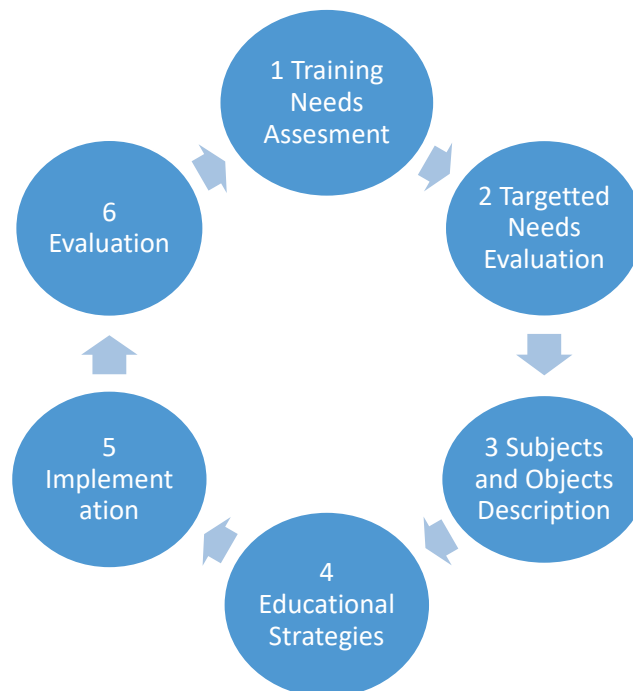 1 Training
Needs
Assesment
2 Targetted
Needs
Evaluation
3 Subjects
and Objects
Description
4
Educational
Strategies
5
Implement
ation
6
Evaluation